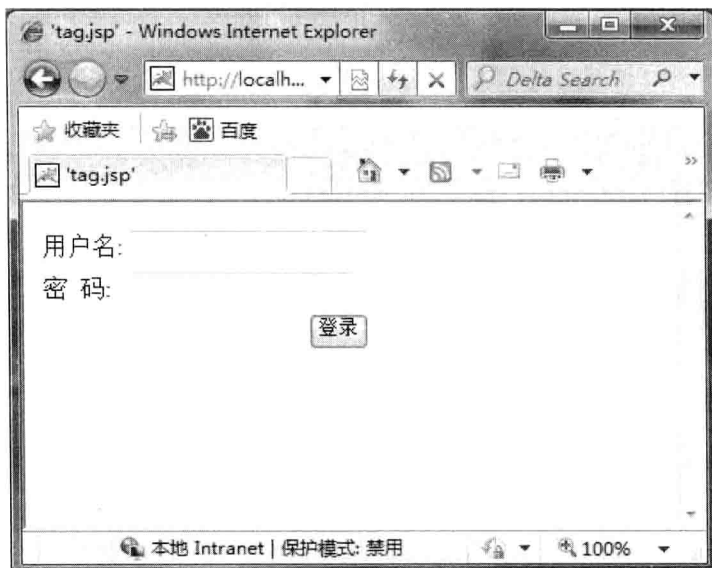 'tag.jsp' - Windows Internet Explorer
http://localh... Delta Search
收藏夹 百度
'tag.jsp'
用户名:
密 码:
登录
本地 Intranet | 保护模式: 禁用 100%